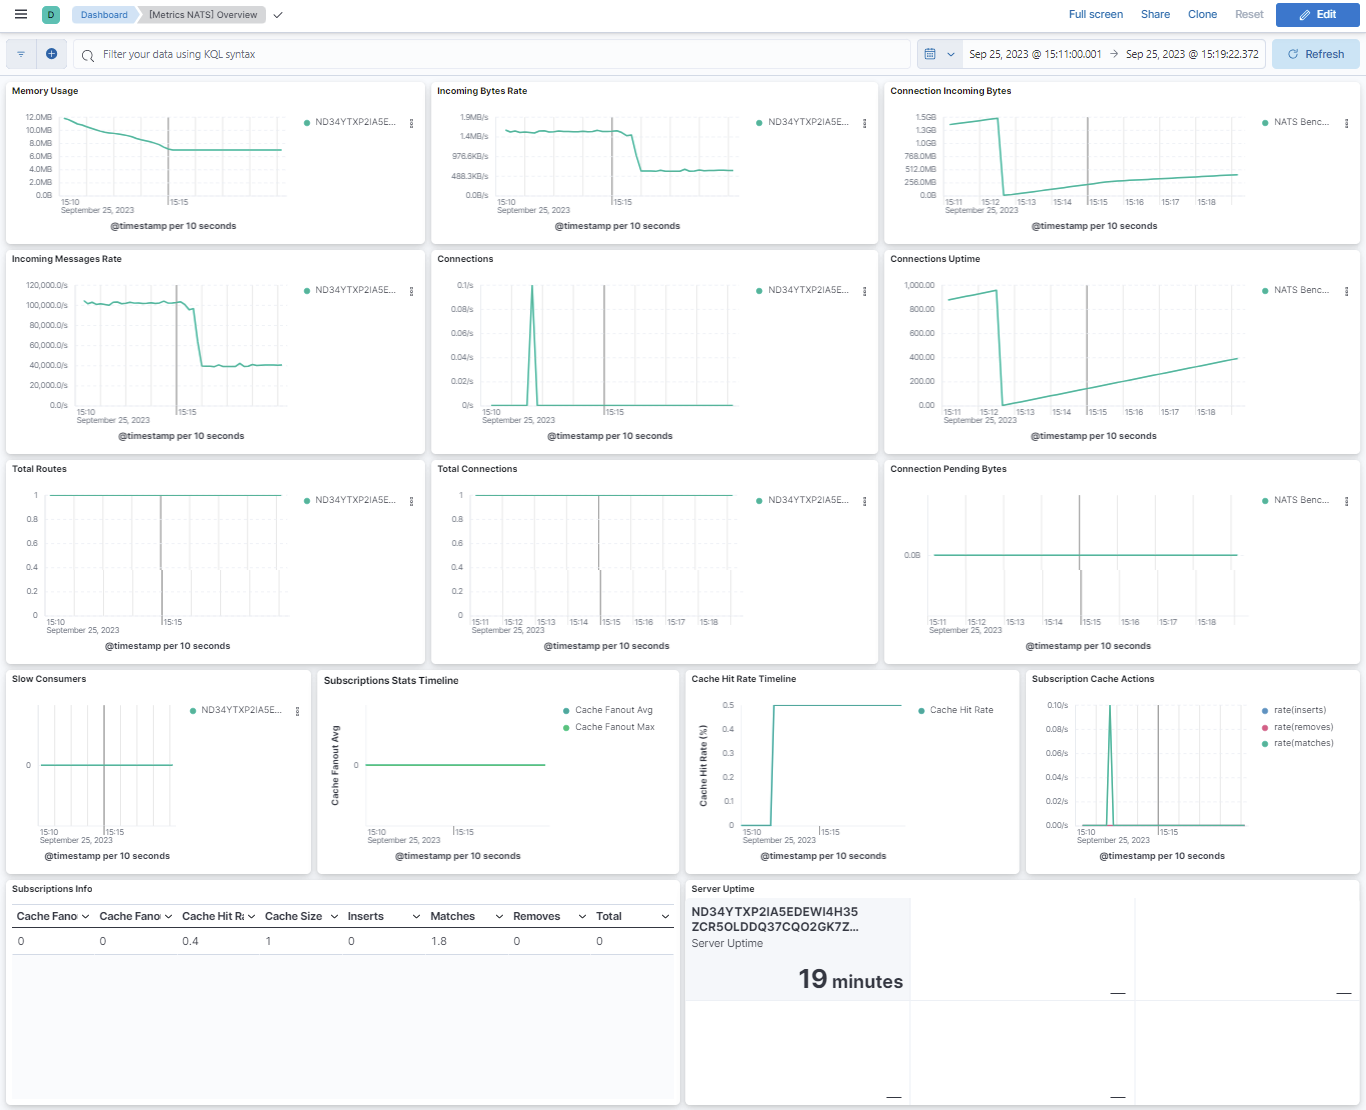 D Dashboard [Metrics NATS] Overview Full screen Share Clone Reset Edit
Filter your data using KQL syntax Sep 25, 2023 @ 15:11:00.001 → Sep 25, 2023 @ 15:19:22.372 Refresh
Memory Usage
12.0MB
10.0MB
8.0MB
6.0MB
4.0MB
2.0MB
0.0B
15:10 15:15
September 25, 2023
@timestamp per 10 seconds
ND34YTXP2IA5E...
Incoming Bytes Rate
1.9MB/s
1.4MB/s
976.6KB/s
488.3KB/s
0.0B/s
15:10 15:15
September 25, 2023
@timestamp per 10 seconds
ND34YTXP2IA5E...
Connection Incoming Bytes
1.5GB
1.3GB
1.0GB
768.0MB
512.0MB
256.0MB
0.0B
15:11 15:12 15:13 15:14 15:15 15:16 15:17 15:18
September 25, 2023
@timestamp per 10 seconds
NATS Benc...
Incoming Messages Rate
120,000.0/s
100,000.0/s
80,000.0/s
60,000.0/s
40,000.0/s
20,000.0/s
0.0/s
15:10 15:15
September 25, 2023
@timestamp per 10 seconds
ND34YTXP2IA5E...
Connections
0.1/s
0.08/s
0.06/s
0.04/s
0.02/s
0/s
15:10 15:15
September 25, 2023
@timestamp per 10 seconds
ND34YTXP2IA5E...
Connections Uptime
1,000.00
800.00
600.00
400.00
200.00
0.00
15:11 15:12 15:13 15:14 15:15 15:16 15:17 15:18
September 25, 2023
@timestamp per 10 seconds
NATS Benc...
Total Routes
1
0.8
0.6
0.4
0.2
0
15:10 15:15
September 25, 2023
@timestamp per 10 seconds
ND34YTXP2IA5E...
Total Connections
1
0.8
0.6
0.4
0.2
0
15:11 15:12 15:13 15:14 15:15 15:16 15:17 15:18
September 25, 2023
@timestamp per 10 seconds
ND34YTXP2IA5E...
Connection Pending Bytes
0.0B
15:11 15:12 15:13 15:14 15:15 15:16 15:17 15:18
September 25, 2023
@timestamp per 10 seconds
NATS Benc...
Slow Consumers
0
15:10 15:15
September 25, 2023
@timestamp per 10 seconds
ND34YTXP2IA5E...
Subscriptions Stats Timeline
Cache Fanout Avg
0
15:10 15:15
September 25, 2023
@timestamp per 10 seconds
Cache Fanout Avg
Cache Fanout Max
Cache Hit Rate Timeline
Cache Hit Rate (%)
0.5
0.4
0.3
0.2
0.1
0
15:10 15:15
September 25, 2023
@timestamp per 10 seconds
Cache Hit Rate
Subscription Cache Actions
0.10/s
0.08/s
0.06/s
0.04/s
0.02/s
0.00/s
15:10 15:15
September 25, 2023
@timestamp per 10 seconds
rate(inserts)
rate(removes)
rate(matches)
Subscriptions Info
Cache Fano Cache Fano Cache Hit Ra Cache Size Inserts Matches Removes Total
0 0 0.4 1 0 1.8 0 0
Server Uptime
ND34YTXP2IA5EDEWI4H35
ZCR5OLDDQ37CQO2GK7Z...
Server Uptime
19 minutes